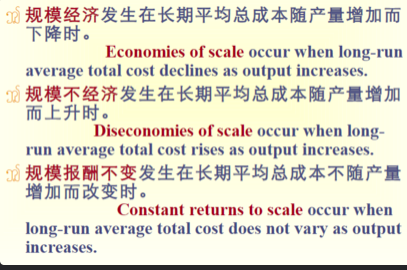 规模经济发生在长期平均总成本随产量增加而
下降时。
Economies of scale occur when long-run
average total cost declines as output increases.
规模不经济发生在长期平均总成本随产量增加
而上升时。
Diseconomies of scale occur when long-
run average total cost rises as output increases.
规模报酬不变发生在长期平均总成本不随产量
增加而改变时。
Constant returns to scale occur when
long-run average total cost does not vary as output
increases.